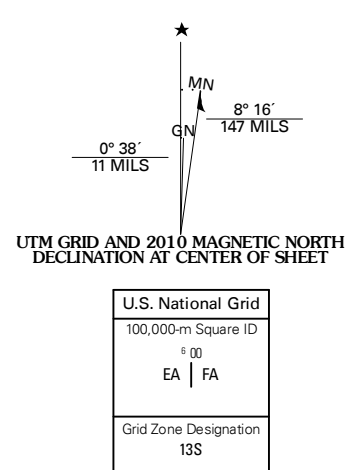 ★
MN
8° 16´
147 MILS
GN
0° 38´
11 MILS
UTM GRID AND 2010 MAGNETIC NORTH
DECLINATION AT CENTER OF SHEET
U.S. National Grid
100,000-m Square ID
6 00
EA | FA
Grid Zone Designation
13S